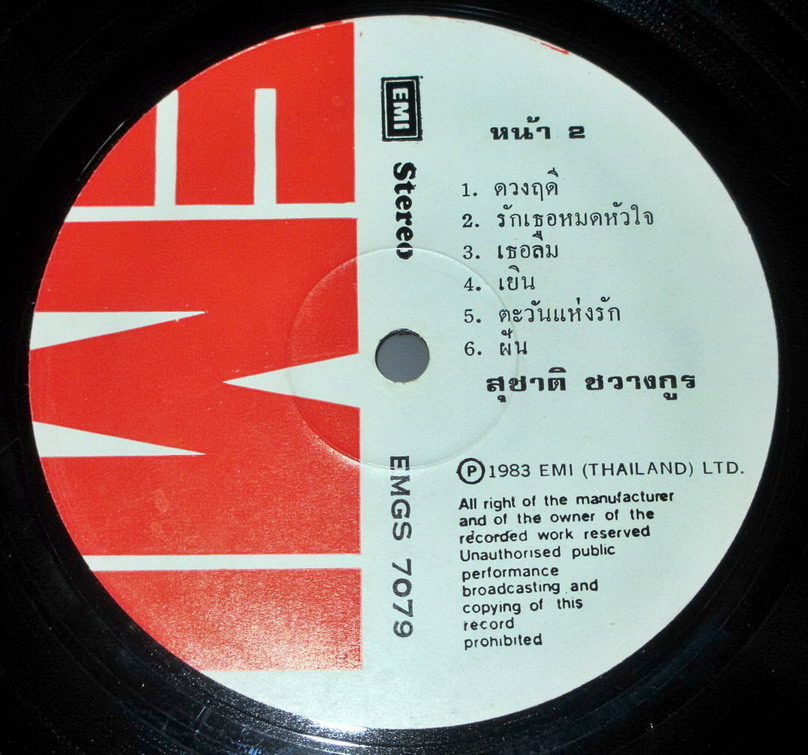 EMI
EMI
Stereo
EMGS 7079
หน้า 2
1. ดวงฤดี
2. รักเธอหมดหัวใจ
3. เธอลืม
4. เยิน
5. ตะวันแห่งรัก
6. ฝัน
สุชาติ ชวางกูร
Ⓟ1983 EMI (THAILAND) LTD.
All right of the manufacturer
and of the owner of the
recorded work reserved
Unauthorised public
performance
broadcasting and
copying of this
record
prohibited